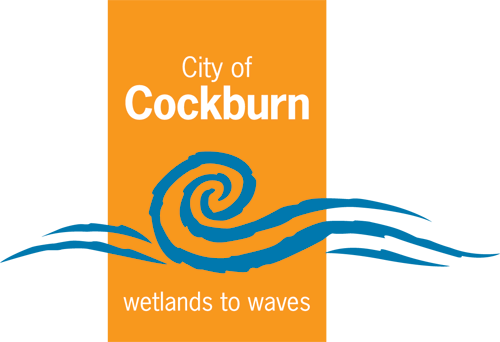 City of
Cockburn
wetlands to waves